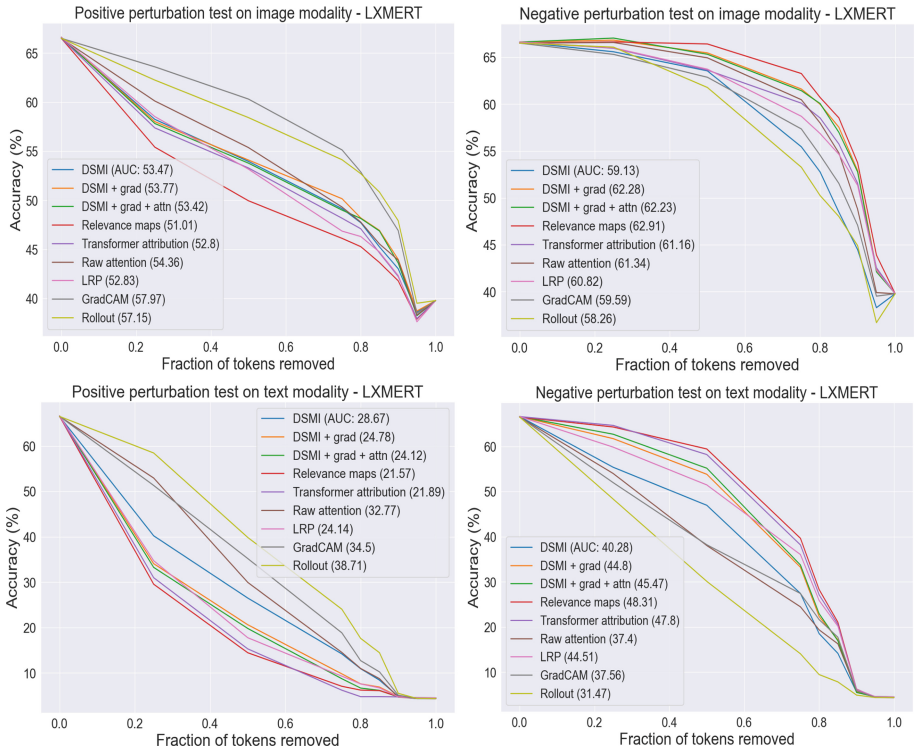 Positive perturbation test on image modality - LXMERT
Accuracy (%)
65
60
55
50
45
40
DSMI (AUC: 53.47)
DSMI + grad (53.77)
DSMI + grad + attn (53.42)
Relevance maps (51.01)
Transformer attribution (52.8)
Raw attention (54.36)
LRP (52.83)
GradCAM (57.97)
Rollout (57.15)
0.0 0.2 0.4 0.6 0.8 1.0
Fraction of tokens removed
Negative perturbation test on image modality - LXMERT
Accuracy (%)
65
60
55
50
45
40
DSMI (AUC: 59.13)
DSMI + grad (62.28)
DSMI + grad + attn (62.23)
Relevance maps (62.91)
Transformer attribution (61.16)
Raw attention (61.34)
LRP (60.82)
GradCAM (59.59)
Rollout (58.26)
0.0 0.2 0.4 0.6 0.8 1.0
Fraction of tokens removed
Positive perturbation test on text modality - LXMERT
Accuracy (%)
60
50
40
30
20
10
DSMI (AUC: 28.67)
DSMI + grad (24.78)
DSMI + grad + attn (24.12)
Relevance maps (21.57)
Transformer attribution (21.89)
Raw attention (32.77)
LRP (24.14)
GradCAM (34.5)
Rollout (38.71)
0.0 0.2 0.4 0.6 0.8 1.0
Fraction of tokens removed
Negative perturbation test on text modality - LXMERT
Accuracy (%)
60
50
40
30
20
10
DSMI (AUC: 40.28)
DSMI + grad (44.8)
DSMI + grad + attn (45.47)
Relevance maps (48.31)
Transformer attribution (47.8)
Raw attention (37.4)
LRP (44.51)
GradCAM (37.56)
Rollout (31.47)
0.0 0.2 0.4 0.6 0.8 1.0
Fraction of tokens removed